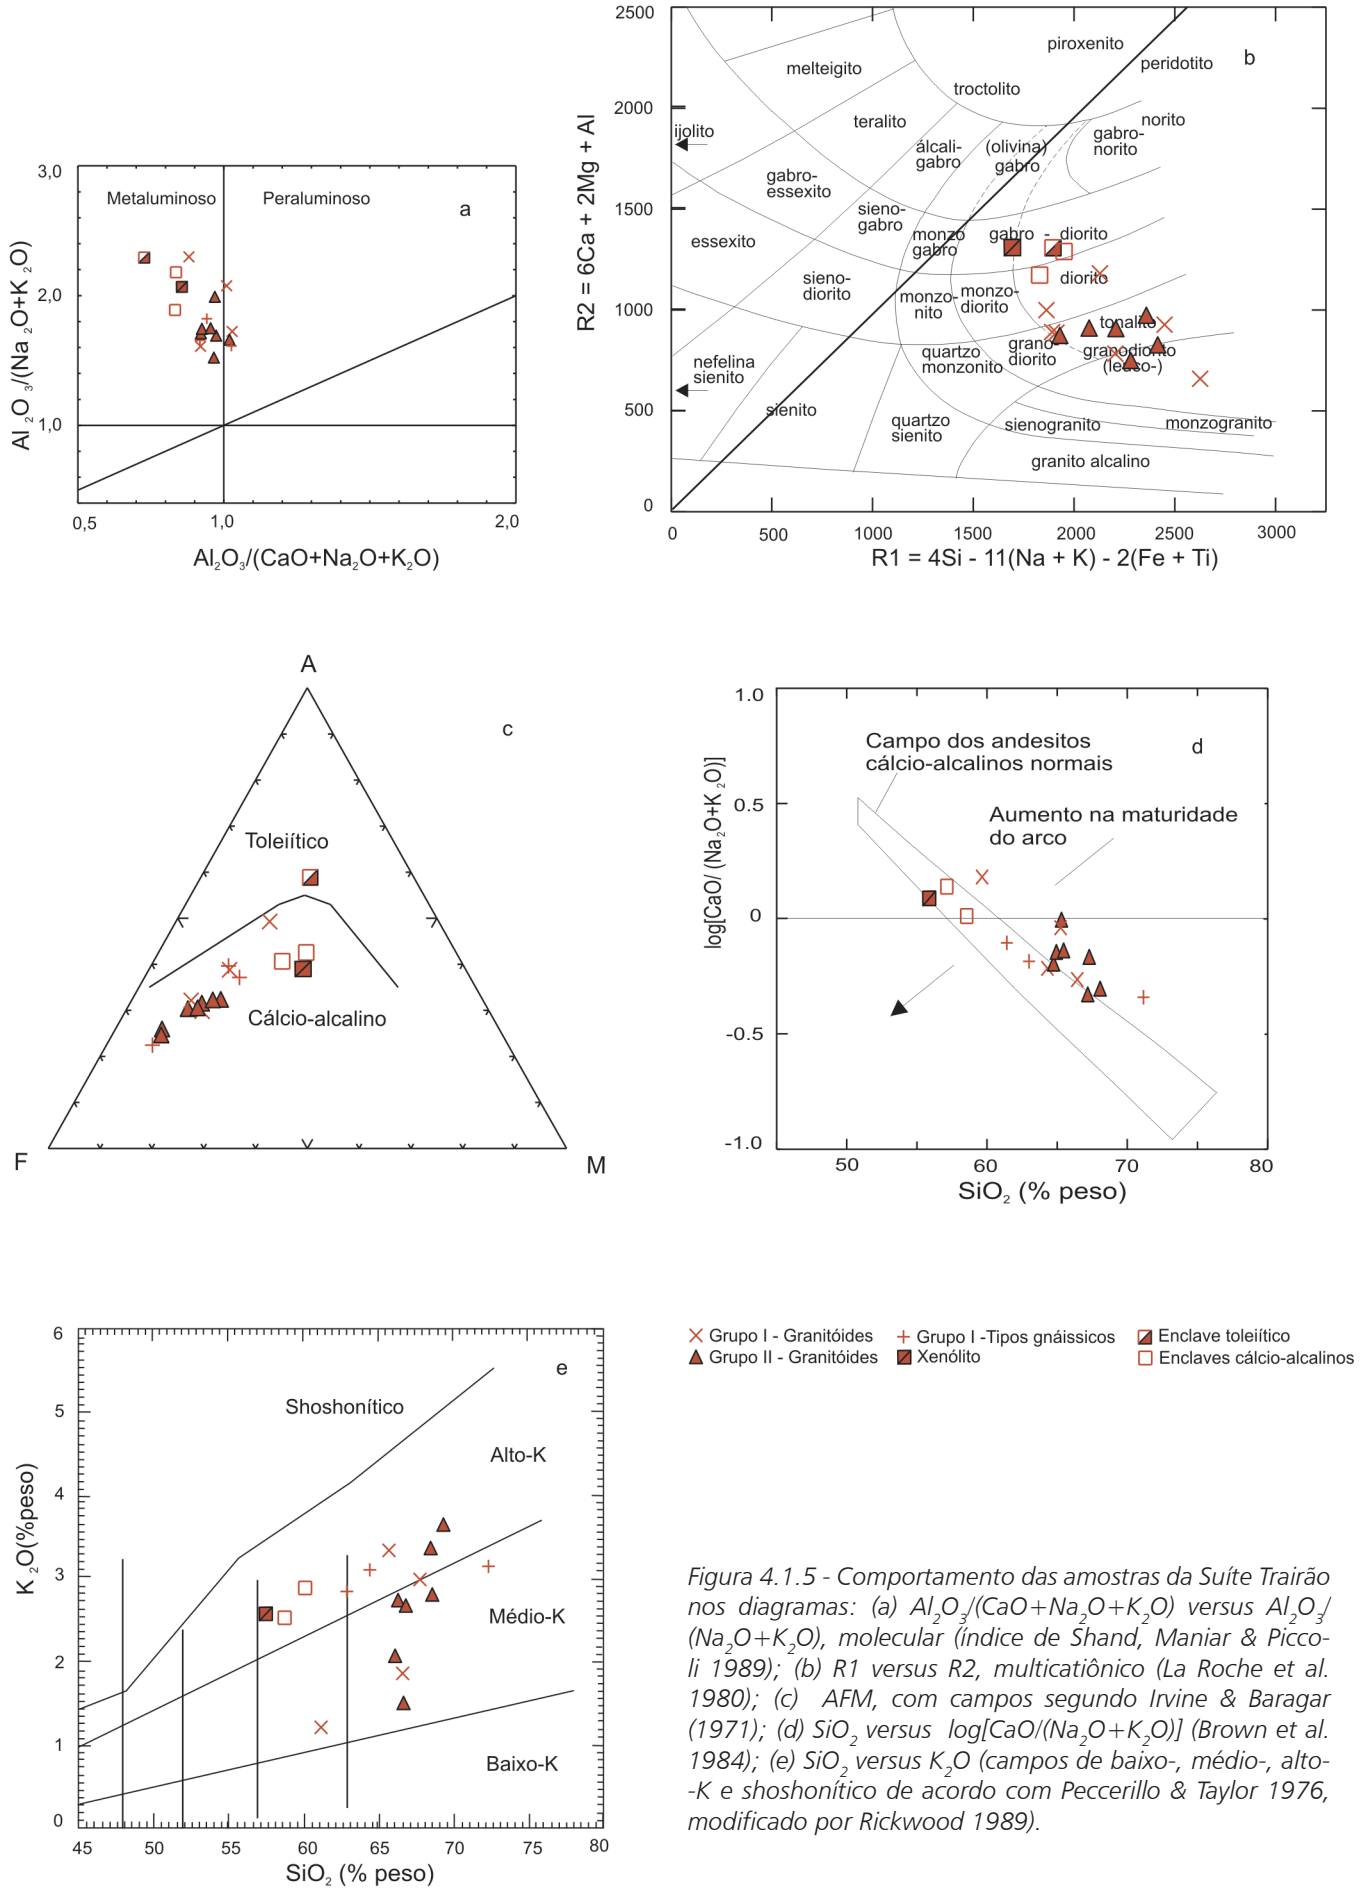 3,0
2,0
1,0
Al₂O₃/(Na₂O+K₂O)
Metaluminoso
Peraluminoso
a
0,5
1,0
2,0
Al₂O₃/(CaO+Na₂O+K₂O)
2500
2000
1500
1000
500
0
R2 = 6Ca + 2Mg + Al
piroxenito
b
peridotito
melteigito
troctolito
teralito
norito
ijolito
álcali-
gabro
(olivina)
gabro
gabro-
norito
gabro-
essexito
sieno-
gabro
monzo
gabro
gabro - diorito
essexito
sieno-
diorito
diorito
monzo-
nito
monzo-
diorito
tonalito
nefelina
sienito
quartzo
monzonito
grano
diorito
granodiorito
(leuco-)
sienito
quartzo
sienito
sienogranito
monzogranito
granito alcalino
0
500
1000
1500
2000
2500
3000
R1 = 4Si - 11(Na + K) - 2(Fe + Ti)
A
c
Toleiítico
Cálcio-alcalino
F
M
1.0
0.5
0
-0.5
-1.0
log[CaO/ (Na₂O+K₂O)]
d
Campo dos andesitos
cálcio-alcalinos normais
Aumento na maturidade
do arco
50
60
70
80
SiO₂ (% peso)
6
5
4
3
2
1
0
K₂O(%peso)
e
Shoshonítico
Alto-K
Médio-K
Baixo-K
45
50
55
60
65
70
75
80
SiO₂ (% peso)
Grupo I - Granitóides
Grupo I -Tipos gnáissicos
Enclave toleiítico
Grupo II - Granitóides
Xenólito
Enclaves cálcio-alcalinos
Figura 4.1.5 - Comportamento das amostras da Suíte Trairão
nos diagramas: (a) Al₂O₃/(CaO+Na₂O+K₂O) versus Al₂O₃/
(Na₂O+K₂O), molecular (índice de Shand, Maniar & Picco-
li 1989); (b) R1 versus R2, multicatiônico (La Roche et al.
1980); (c) AFM, com campos segundo Irvine & Baragar
(1971); (d) SiO₂ versus log[CaO/(Na₂O+K₂O)] (Brown et al.
1984); (e) SiO₂ versus K₂O (campos de baixo-, médio-, alto-
-K e shoshonítico de acordo com Peccerillo & Taylor 1976,
modificado por Rickwood 1989).